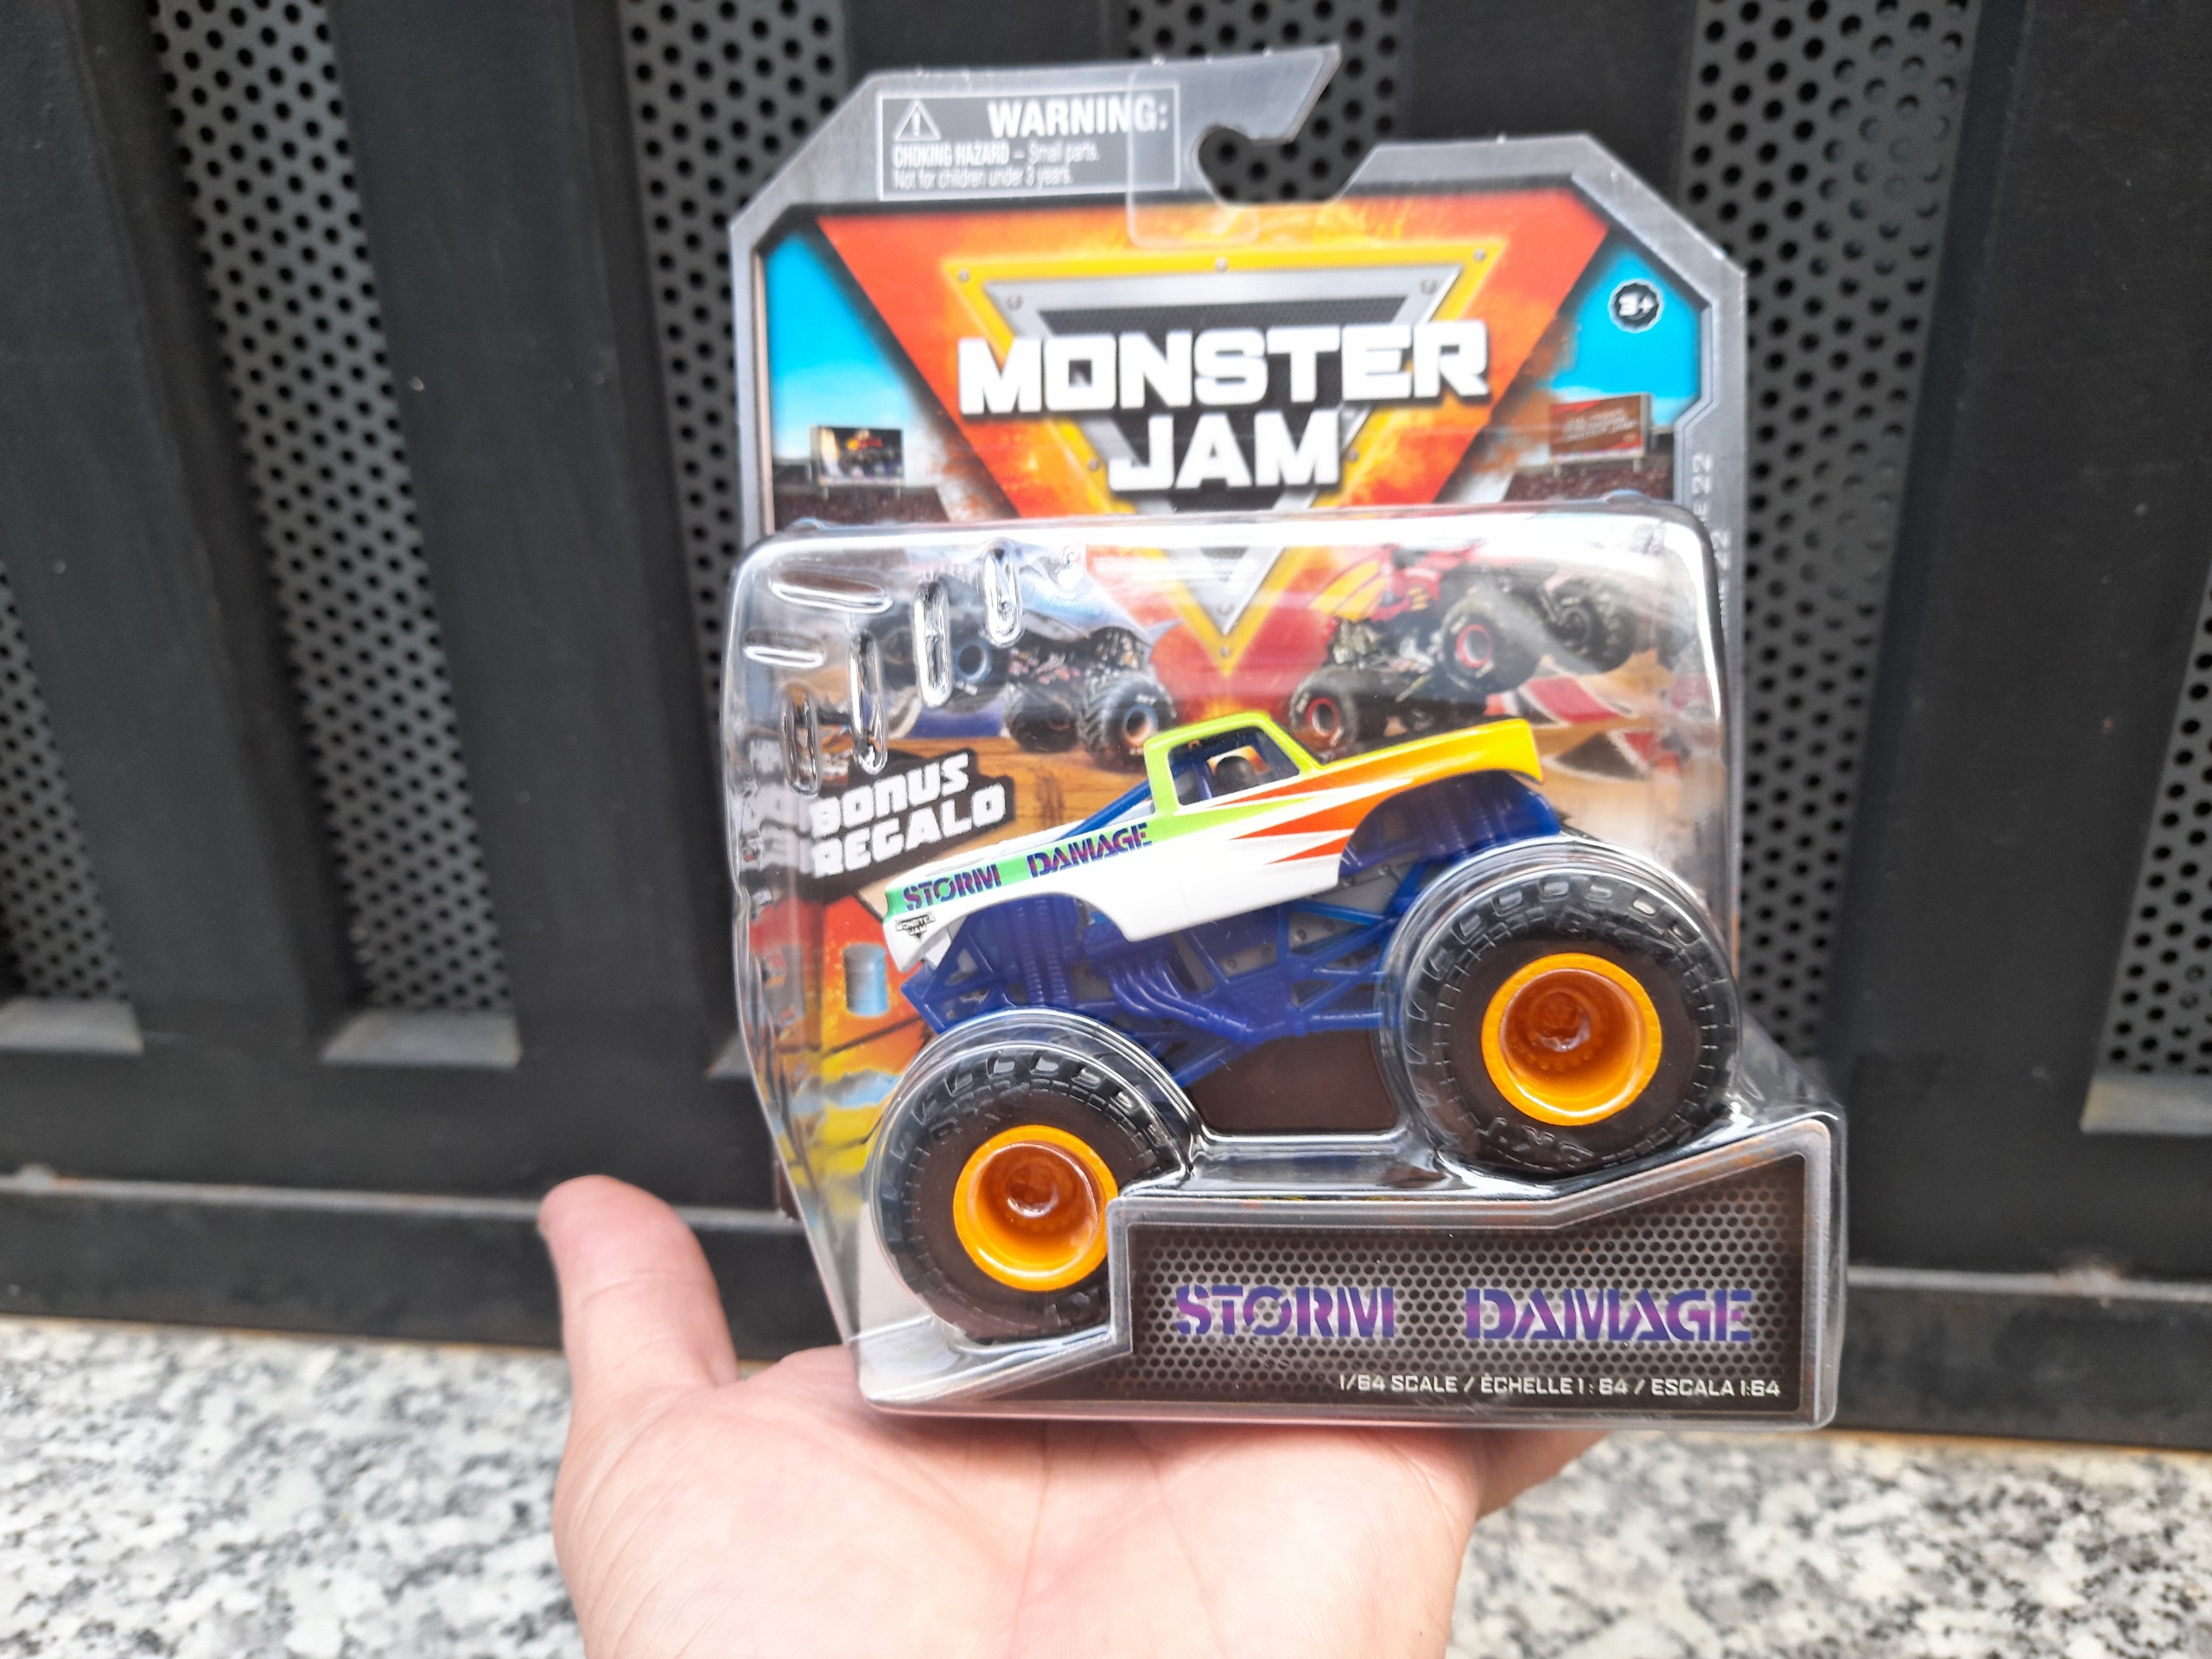 WARNING:
CHOKING HAZARD – Small parts.
Not for children under 3 years.
3+
MONSTER
JAM
BONUS
REGALO
STORM DAMAGE
MONSTER
JAM
STORM DAMAGE
1/64 SCALE / ÉCHELLE 1 : 64 / ESCALA 1:64